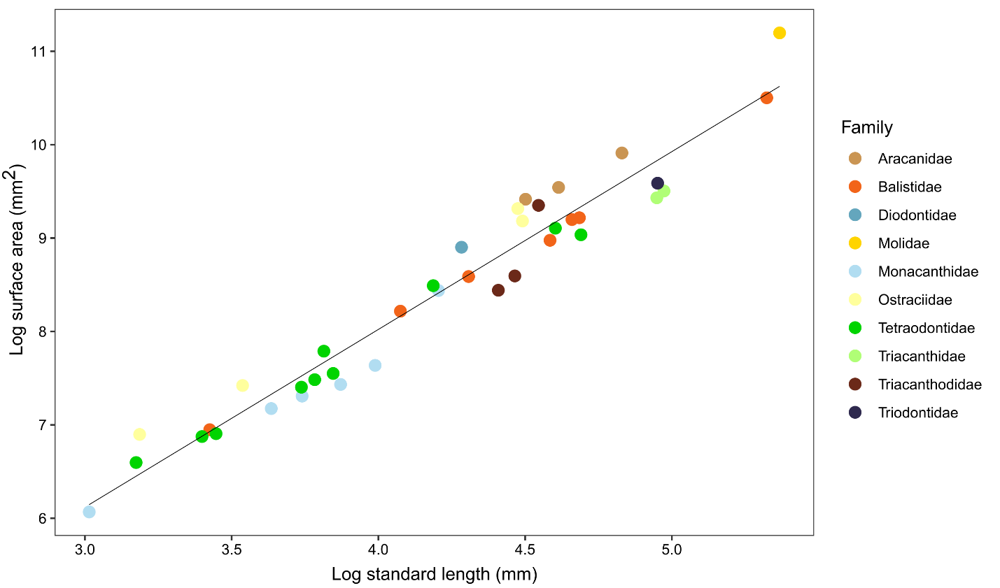 11
10
9
8
7
6
3.0 3.5 4.0 4.5 5.0
Log standard length (mm)
Log surface area (mm²)
Family
Aracanidae
Balistidae
Diodontidae
Molidae
Monacanthidae
Ostraciidae
Tetraodontidae
Triacanthidae
Triacanthodidae
Triodontidae